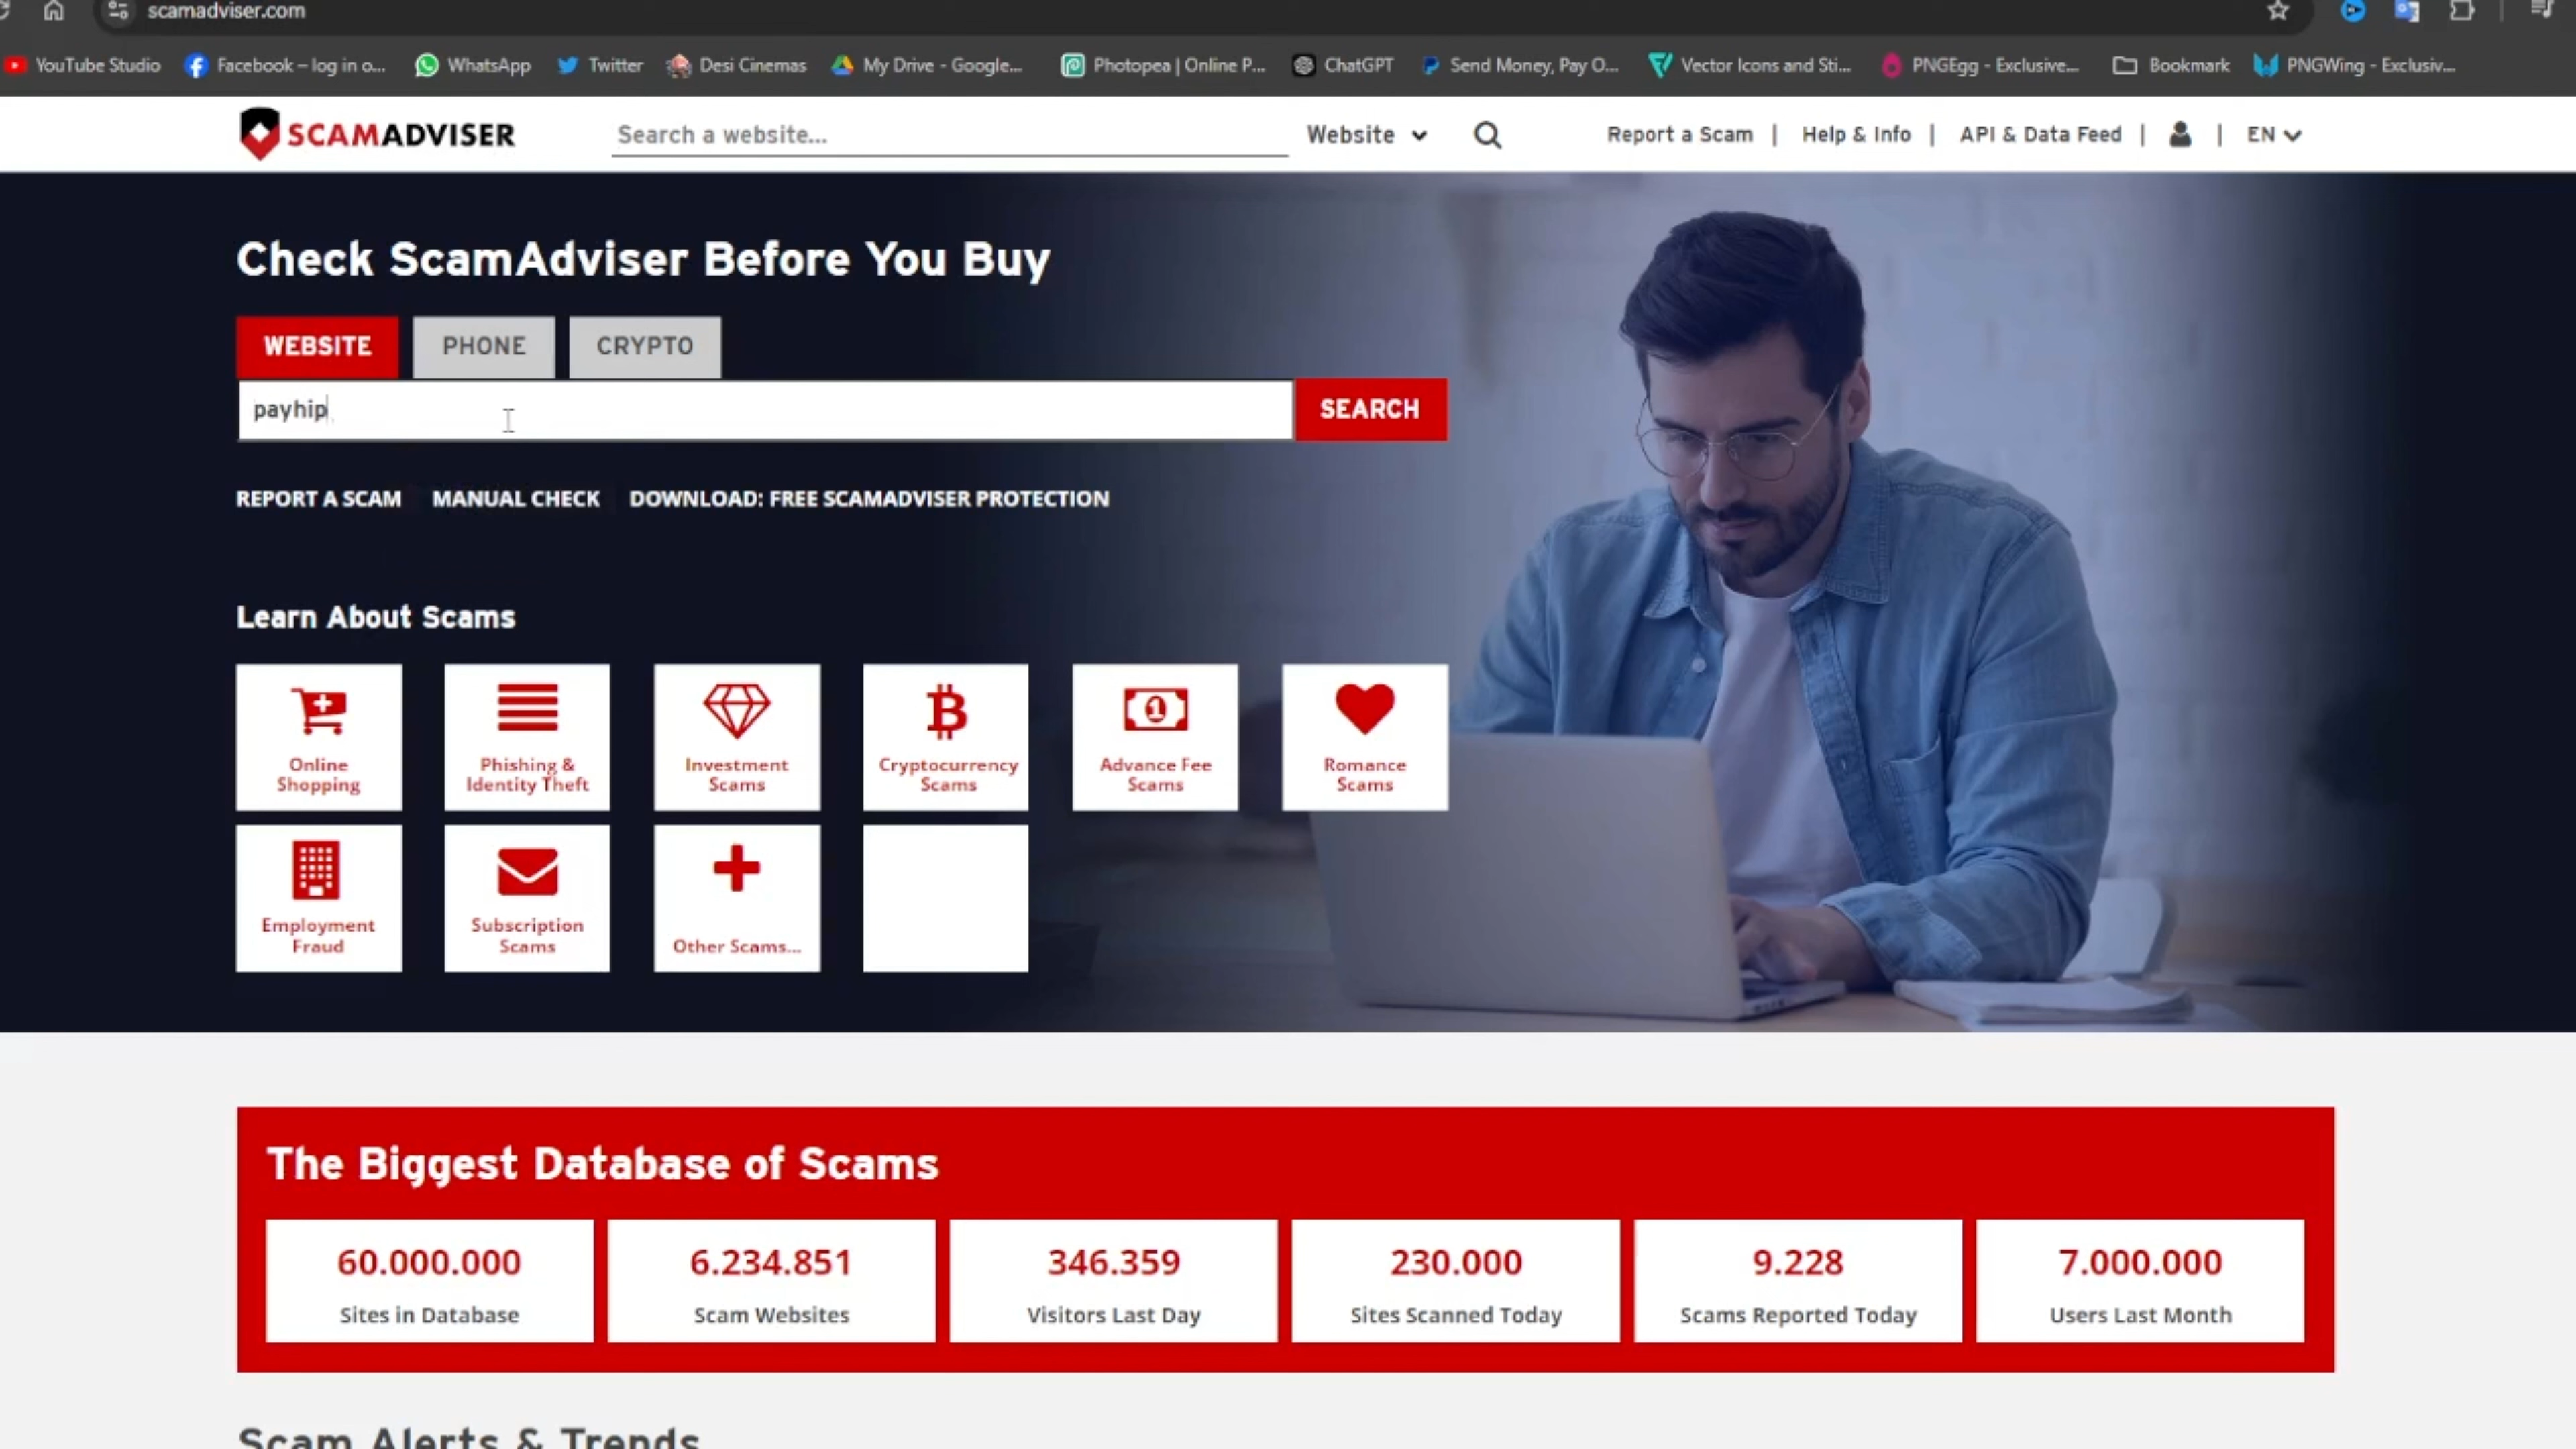 scamadviser.com
YouTube Studio Facebook – log in o... WhatsApp Twitter Desi Cinemas My Drive - Google... Photopea | Online P... ChatGPT Send Money, Pay O... Vector Icons and Sti... PNGEgg - Exclusive... Bookmark PNGWing - Exclusiv...
SCAMADVISER Search a website... Website Report a Scam | Help & Info | API & Data Feed | | EN
Check ScamAdviser Before You Buy
WEBSITE PHONE CRYPTO
payhip SEARCH
REPORT A SCAM MANUAL CHECK DOWNLOAD: FREE SCAMADVISER PROTECTION
Learn About Scams
Online Shopping
Phishing & Identity Theft
Investment Scams
Cryptocurrency Scams
Advance Fee Scams
Romance Scams
Employment Fraud
Subscription Scams
Other Scams...
The Biggest Database of Scams
60.000.000 6.234.851 346.359 230.000 9.228 7.000.000
Sites in Database Scam Websites Visitors Last Day Sites Scanned Today Scams Reported Today Users Last Month
Scam Alerts & Trends